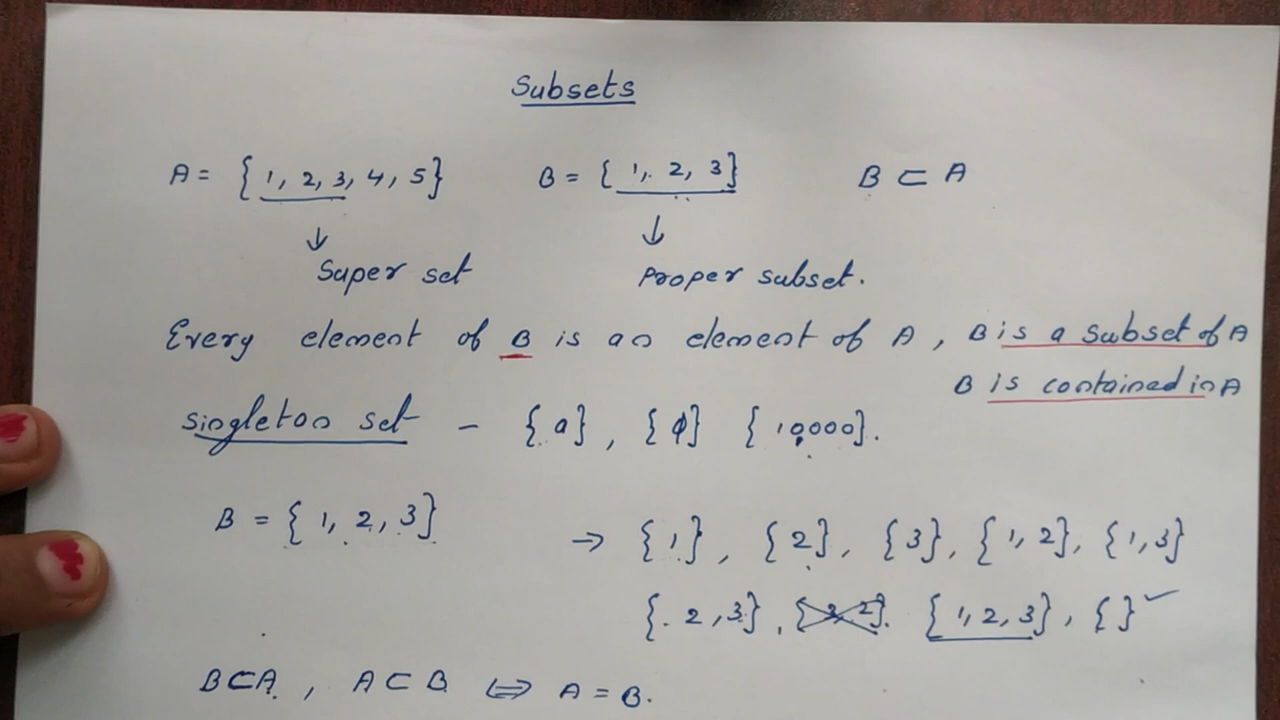 Subsets
A = { 1, 2, 3, 4, 5} B = { 1, 2, 3} B ⊂ A
↓ ↓
Super set Proper subset.
Every element of B is an element of A , B is a subset of A
B is contained in A
Singleton set - { a} , { ϕ} { 10000}.
B = { 1, 2, 3} → { 1} , { 2}, { 3}, { 1, 2}, { 1, 3}
{ 2, 3} , { 1, 2, 3} , { } ✓
B⊂A , A ⊂ B ⇔ A = B.